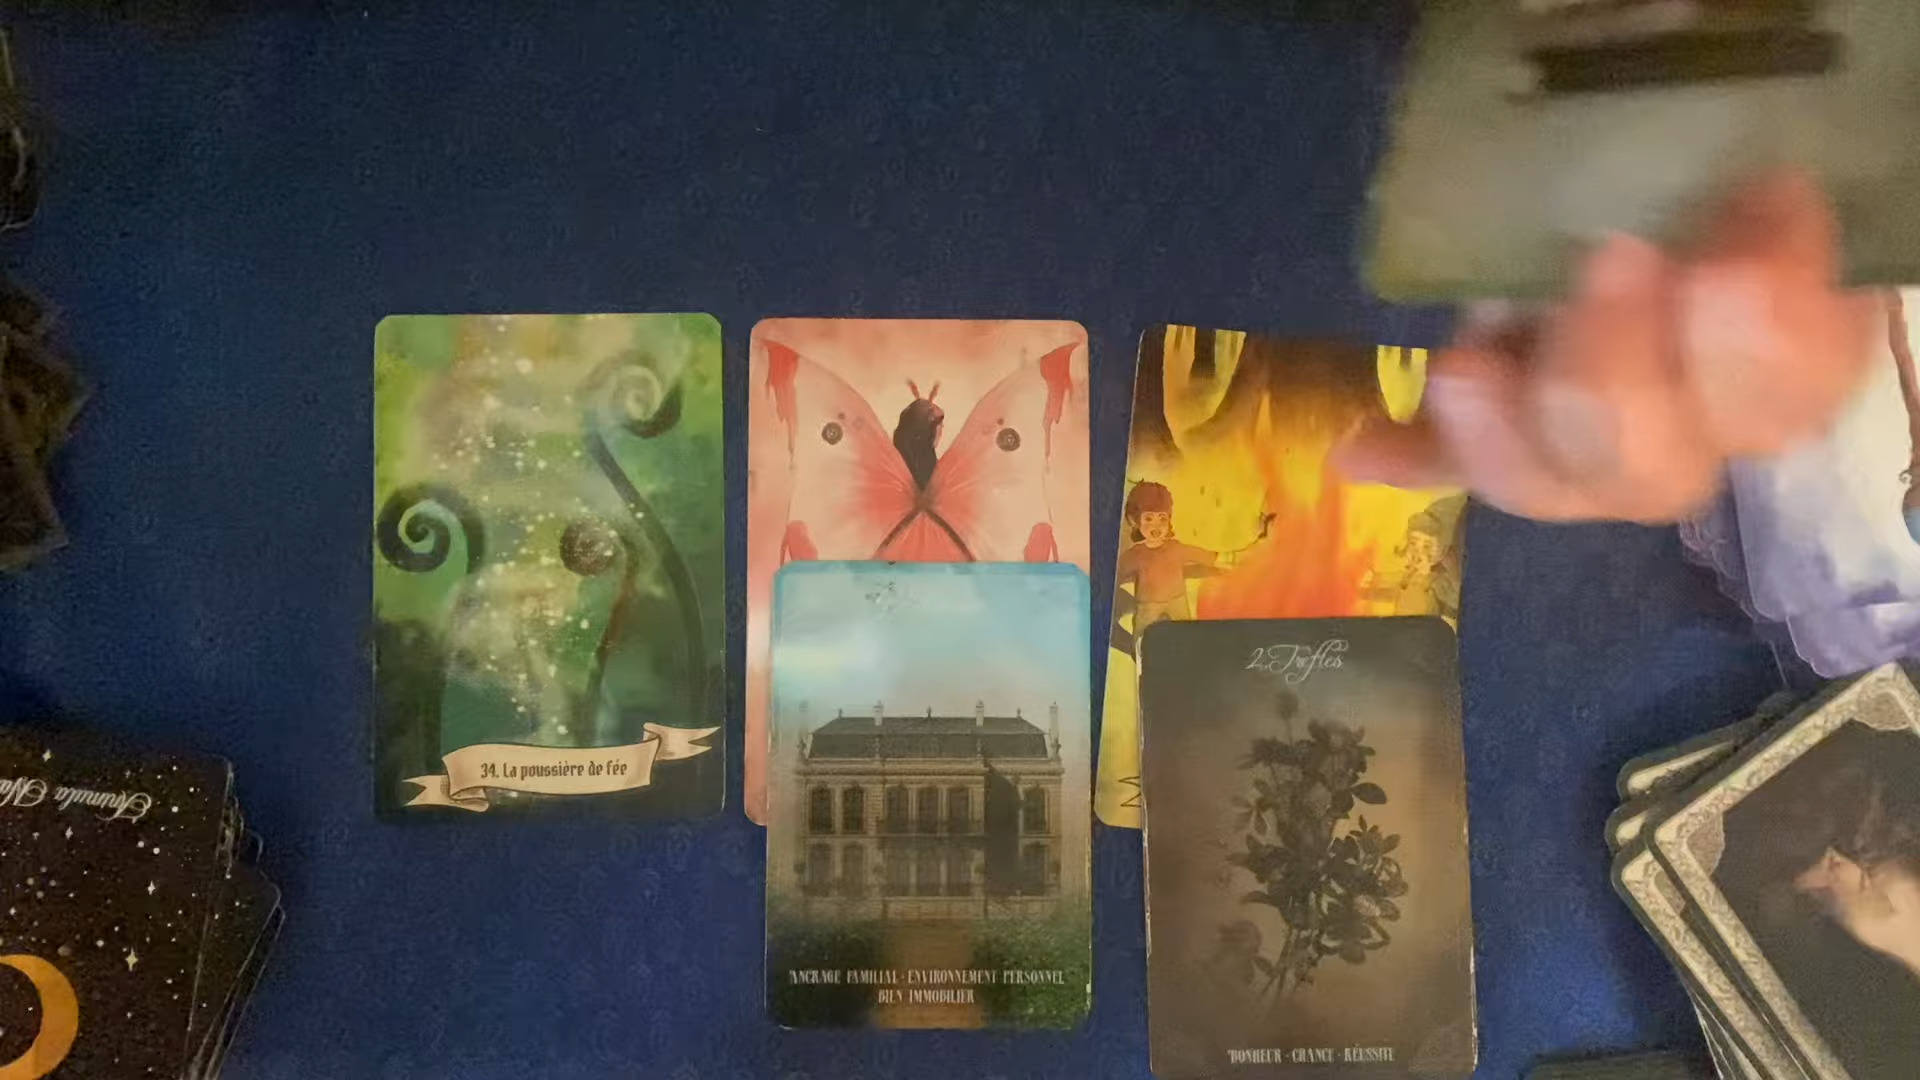 34. La poussière de fée
2. Trèfles
ANCRAGE FAMILIAL · ENVIRONNEMENT PERSONNEL
BIEN IMMOBILIER
BONHEUR · CHANCE · RÉUSSITE